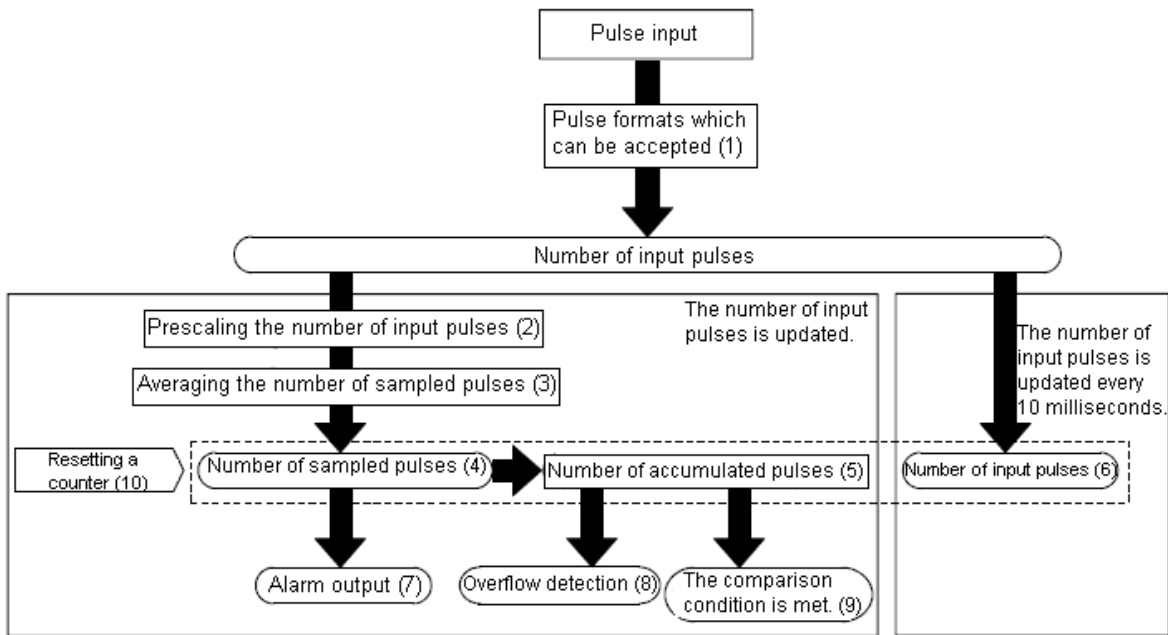 Pulse input
Pulse formats which
can be accepted (1)
Number of input pulses
The number of input
pulses is updated.
Prescaling the number of input pulses (2)
Averaging the number of sampled pulses (3)
The number of
input pulses is
updated every
10 milliseconds.
Resetting a
counter (10)
Number of sampled pulses (4)
Number of accumulated pulses (5)
Number of input pulses (6)
Alarm output (7)
Overflow detection (8)
The comparison
condition is met. (9)